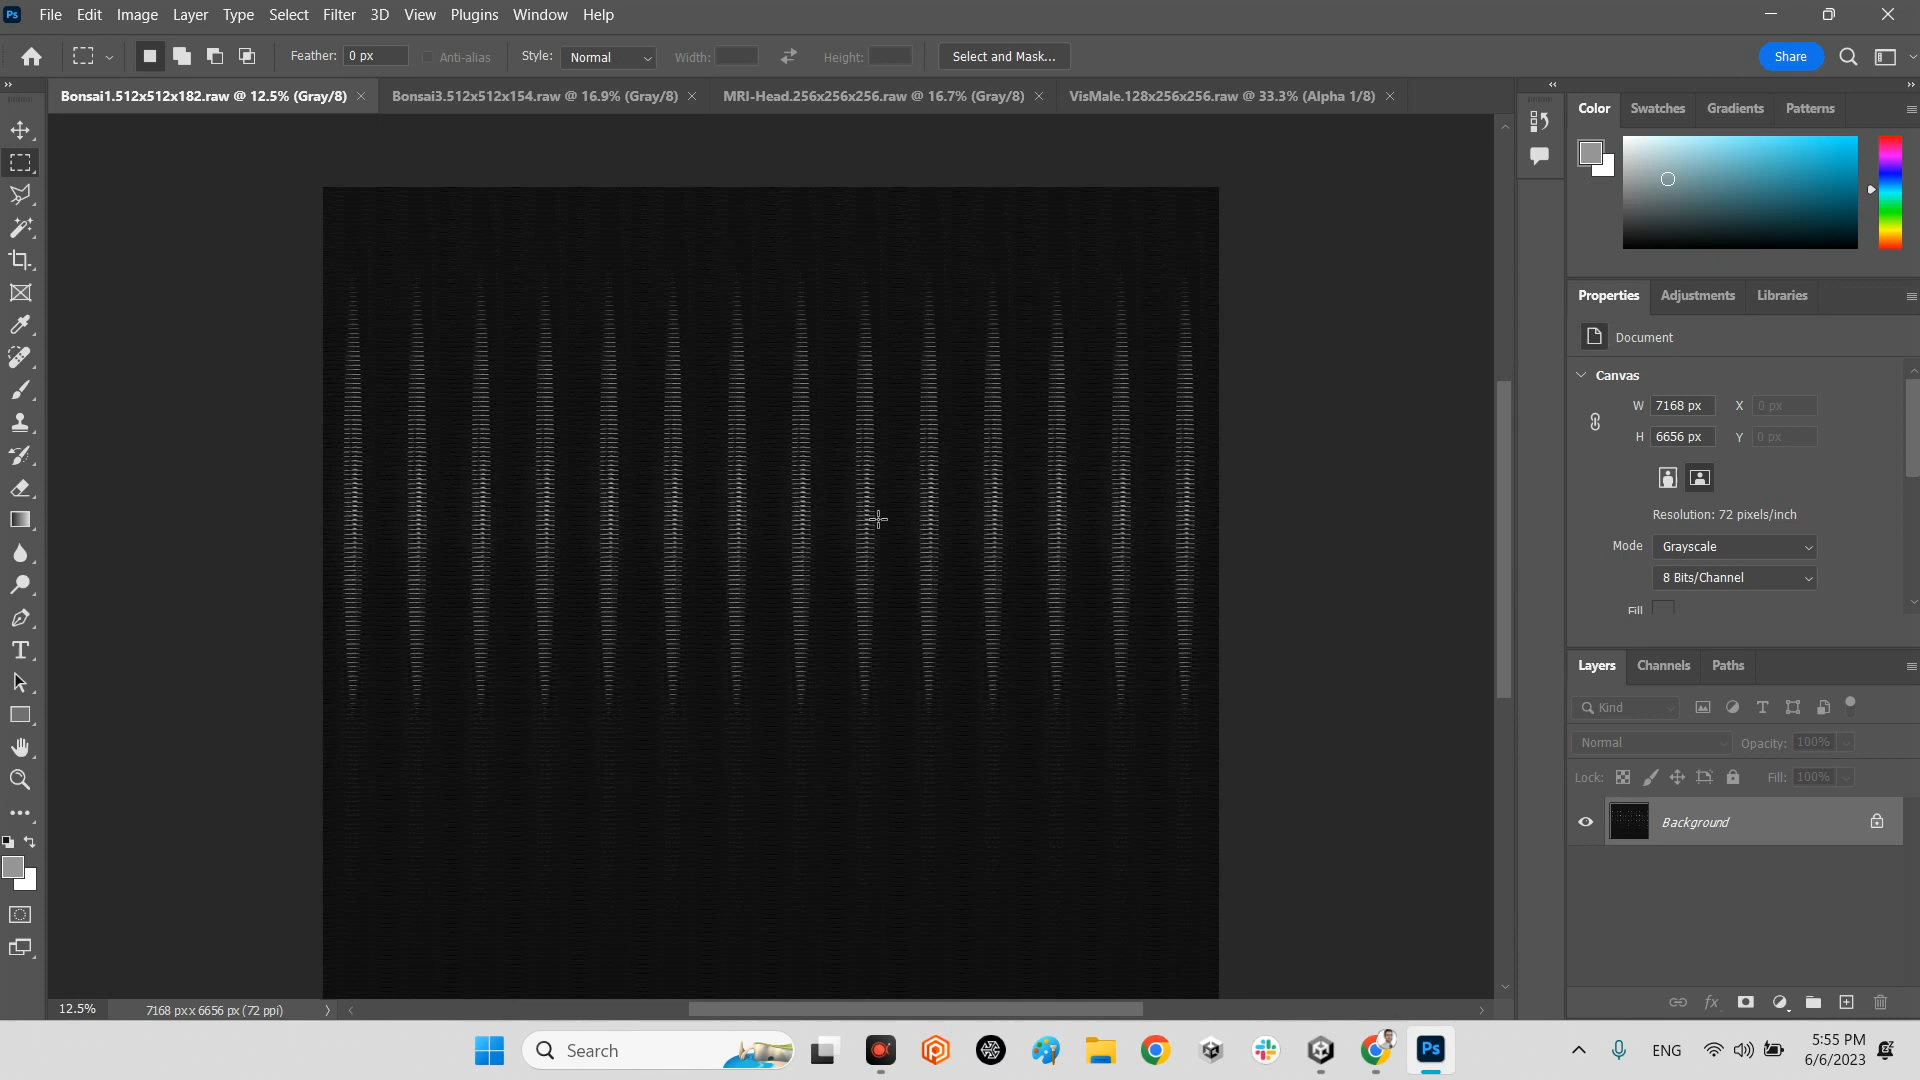 Ps File Edit Image Layer Type Select Filter 3D View Plugins Window Help
Feather: 0 px Anti-alias Style: Normal Width: Height: Select and Mask... Share
Bonsai1.512x512x182.raw @ 12.5% (Gray/8) Bonsai3.512x512x154.raw @ 16.9% (Gray/8) MRI-Head.256x256x256.raw @ 16.7% (Gray/8) VisMale.128x256x256.raw @ 33.3% (Alpha 1/8)
Color Swatches Gradients Patterns
Properties Adjustments Libraries
Document
Canvas
W 7168 px X 0 px
H 6656 px Y 0 px
Resolution: 72 pixels/inch
Mode Grayscale
8 Bits/Channel
Fill
Layers Channels Paths
Kind
Normal Opacity: 100%
Lock: Fill: 100%
Background
fx
12.5% 7168 px x 6656 px (72 ppi)
Search
Ps
ENG
5:55 PM
6/6/2023